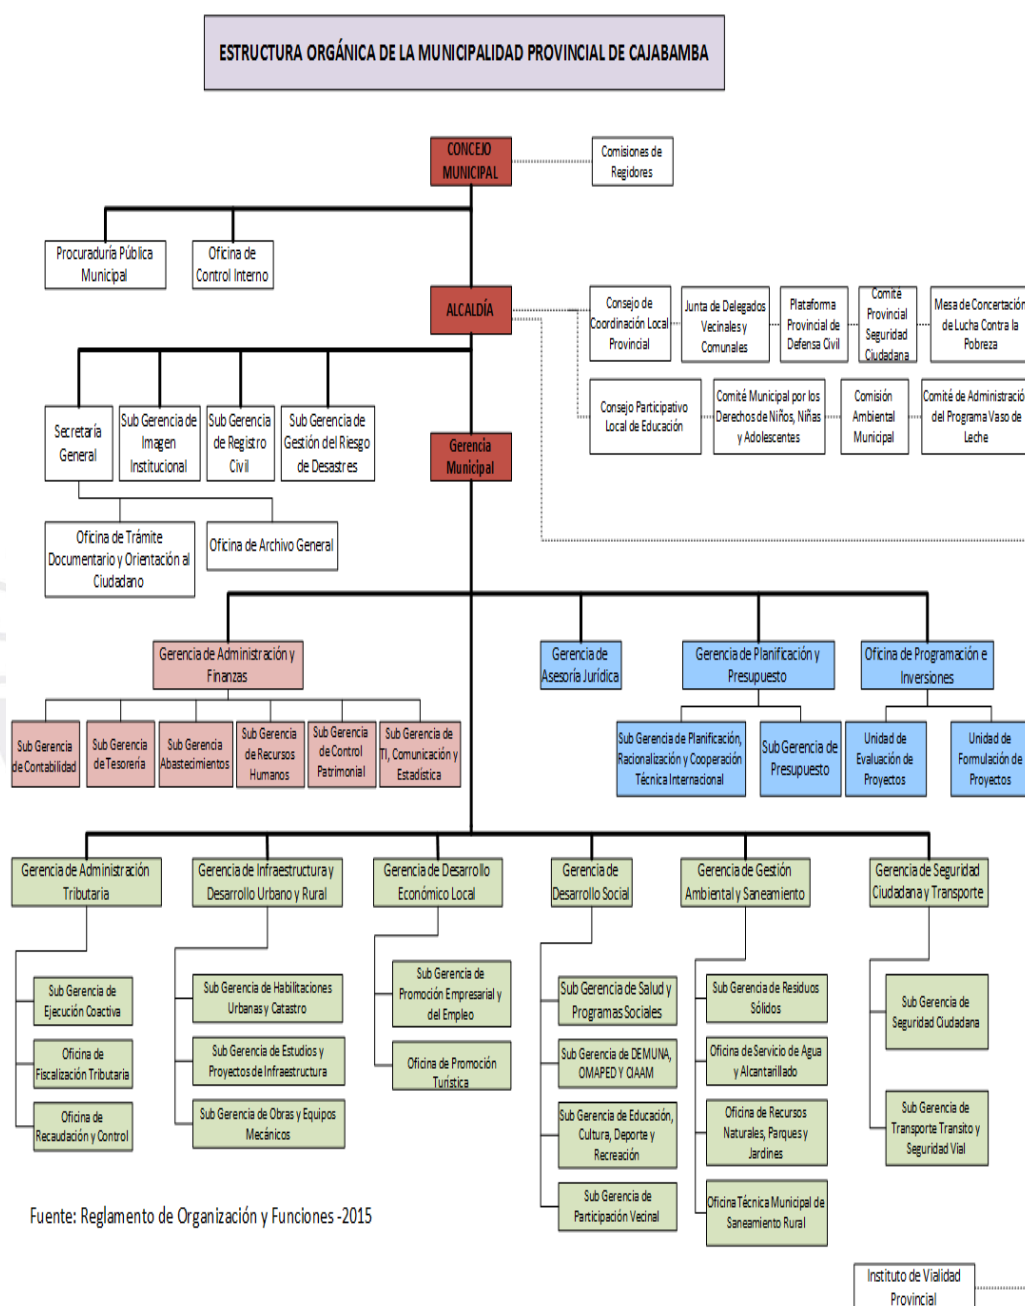 ESTRUCTURA ORGÁNICA DE LA MUNICIPALIDAD PROVINCIAL DE CAJABAMBA
CONCEJO
MUNICIPAL
Comisiones de
Regidores
Procuraduría Pública
Municipal
Oficina de
Control Interno
ALCALDÍA
Consejo de
Coordinación Local
Provincial
Junta de Delegados
Vecinales y
Comunales
Plataforma
Provincial de
Defensa Civil
Comité
Provincial
Seguridad
Ciudadana
Mesa de Concertación
de Lucha Contra la
Pobreza
Consejo Participativo
Local de Educación
Comité Municipal por los
Derechos de Niños, Niñas
y Adolescentes
Comisión
Ambiental
Municipal
Comité de Administración
del Programa Vaso de
Leche
Secretaría
General
Sub Gerencia de
Imagen
Institucional
Sub Gerencia
de Registro
Civil
Sub Gerencia de
Gestión del Riesgo
de Desastres
Gerencia
Municipal
Oficina de Trámite
Documentario y Orientación al
Ciudadano
Oficina de Archivo General
Gerencia de Administración y
Finanzas
Gerencia de
Asesoría Jurídica
Gerencia de Planificación y
Presupuesto
Oficina de Programación e
Inversiones
Sub Gerencia
de Contabilidad
Sub Gerencia
de Tesorería
Sub Gerencia
Abastecimientos
Sub Gerencia
de Recursos
Humanos
Sub Gerencia
de Control
Patrimonial
Sub Gerencia de
TI, Comunicación y
Estadística
Sub Gerencia de Planificación,
Racionalización y Cooperación
Técnica Internacional
Sub Gerencia de
Presupuesto
Unidad de
Evaluación de
Proyectos
Unidad de
Formulación de
Proyectos
Gerencia de Administración
Tributaria
Gerencia de Infraestructura y
Desarrollo Urbano y Rural
Gerencia de Desarrollo
Económico Local
Gerencia de
Desarrollo Social
Gerencia de Gestión
Ambiental y Saneamiento
Gerencia de Seguridad
Ciudadana y Transporte
Sub Gerencia de
Ejecución Coactiva
Oficina de
Fiscalización Tributaria
Oficina de
Recaudación y Control
Sub Gerencia de Habilitaciones
Urbanas y Catastro
Sub Gerencia de Estudios y
Proyectos de Infraestructura
Sub Gerencia de Obras y Equipos
Mecánicos
Sub Gerencia de
Promoción Empresarial y
del Empleo
Oficina de Promoción
Turística
Sub Gerencia de Salud y
Programas Sociales
Sub Gerencia de DEMUNA,
OMAPED Y CIAAM
Sub Gerencia de Educación,
Cultura, Deporte y
Recreación
Sub Gerencia de
Participación Vecinal
Sub Gerencia de Residuos
Sólidos
Oficina de Servicio de Agua
y Alcantarillado
Oficina de Recursos
Naturales, Parques y
Jardines
Oficina Técnica Municipal de
Saneamiento Rural
Sub Gerencia de
Seguridad Ciudadana
Sub Gerencia de
Transporte Transito y
Seguridad Vial
Fuente: Reglamento de Organización y Funciones -2015
Instituto de Vialidad
Provincial